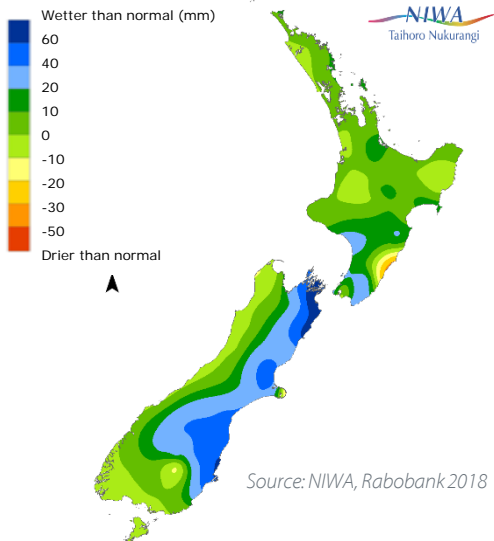 Wetter than normal (mm)
60
40
20
10
0
-10
-20
-30
-50
Drier than normal
NIWA
Taihoro Nukurangi
Source: NIWA, Rabobank 2018